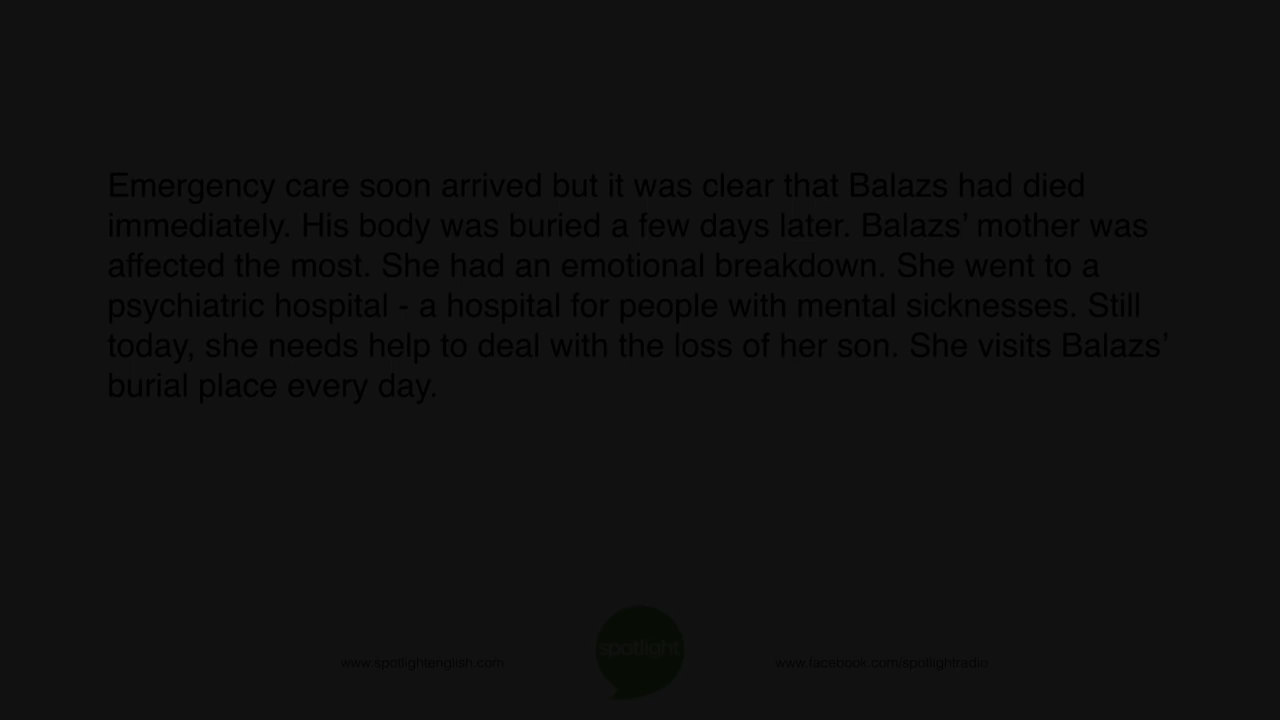 Emergency care soon arrived but it was clear that Balazs had died
immediately. His body was buried a few days later. Balazs’ mother was
affected the most. She had an emotional breakdown. She went to a
psychiatric hospital - a hospital for people with mental sicknesses. Still
today, she needs help to deal with the loss of her son. She visits Balazs’
burial place every day.
spotlight
www.spotlightenglish.com
www.facebook.com/spotlightradio